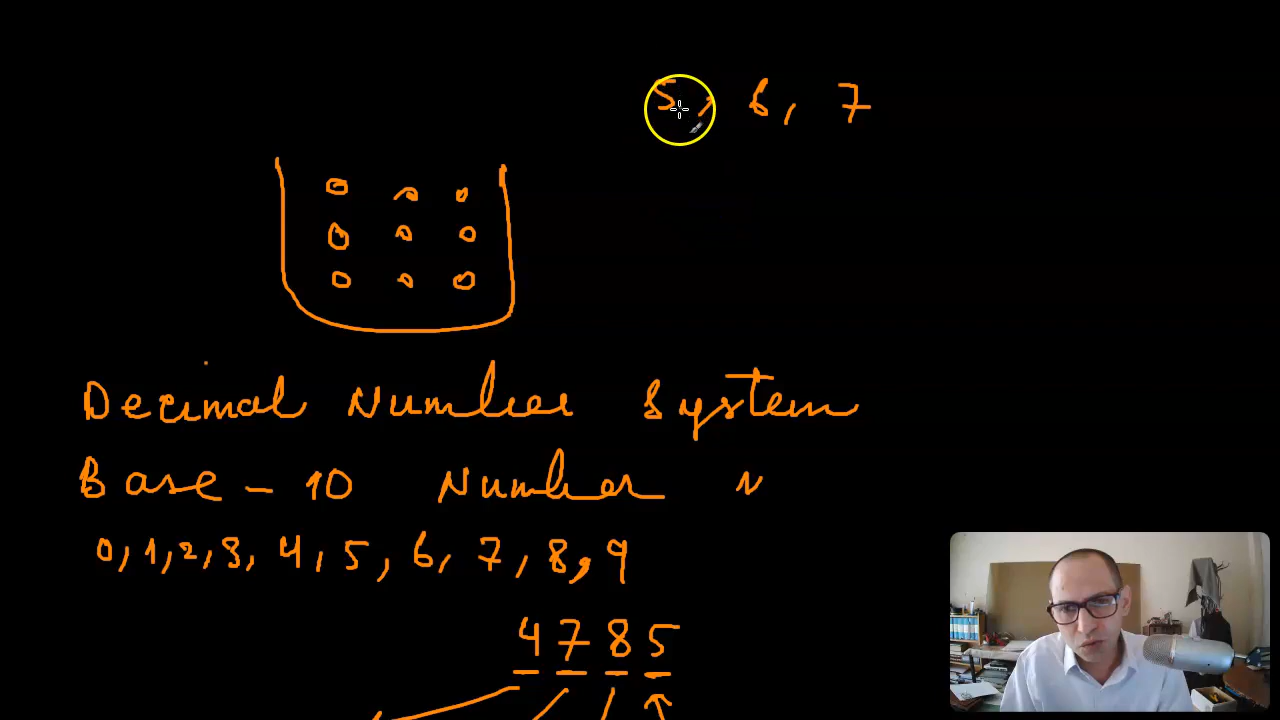 5, 6, 7
Decimal Number System
Base - 10 Number
0, 1, 2, 3, 4, 5, 6, 7, 8, 9
4785